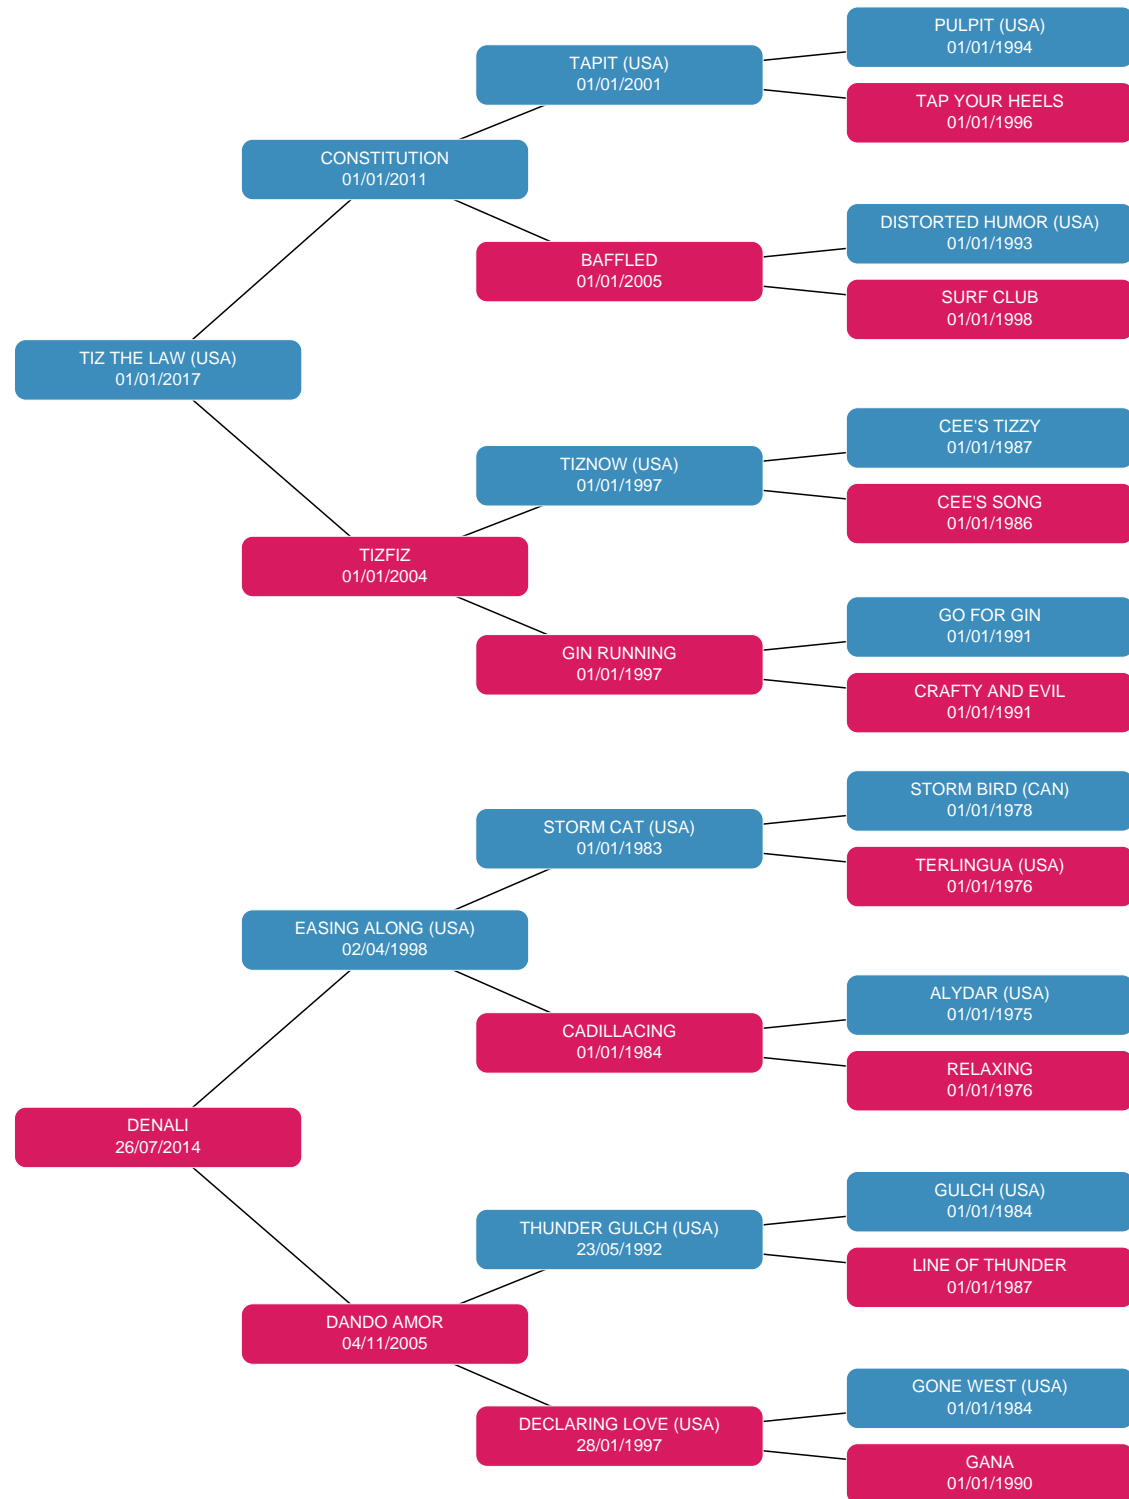 PULPIT (USA)
01/01/1994
TAPIT (USA)
01/01/2001
TAP YOUR HEELS
01/01/1996
CONSTITUTION
01/01/2011
DISTORTED HUMOR (USA)
01/01/1993
BAFFLED
01/01/2005
SURF CLUB
01/01/1998
TIZ THE LAW (USA)
01/01/2017
CEE'S TIZZY
01/01/1987
TIZNOW (USA)
01/01/1997
CEE'S SONG
01/01/1986
TIZFIZ
01/01/2004
GO FOR GIN
01/01/1991
GIN RUNNING
01/01/1997
CRAFTY AND EVIL
01/01/1991
STORM BIRD (CAN)
01/01/1978
STORM CAT (USA)
01/01/1983
TERLINGUA (USA)
01/01/1976
EASING ALONG (USA)
02/04/1998
ALYDAR (USA)
01/01/1975
CADILLACING
01/01/1984
RELAXING
01/01/1976
DENALI
26/07/2014
GULCH (USA)
01/01/1984
THUNDER GULCH (USA)
23/05/1992
LINE OF THUNDER
01/01/1987
DANDO AMOR
04/11/2005
GONE WEST (USA)
01/01/1984
DECLARING LOVE (USA)
28/01/1997
GANA
01/01/1990